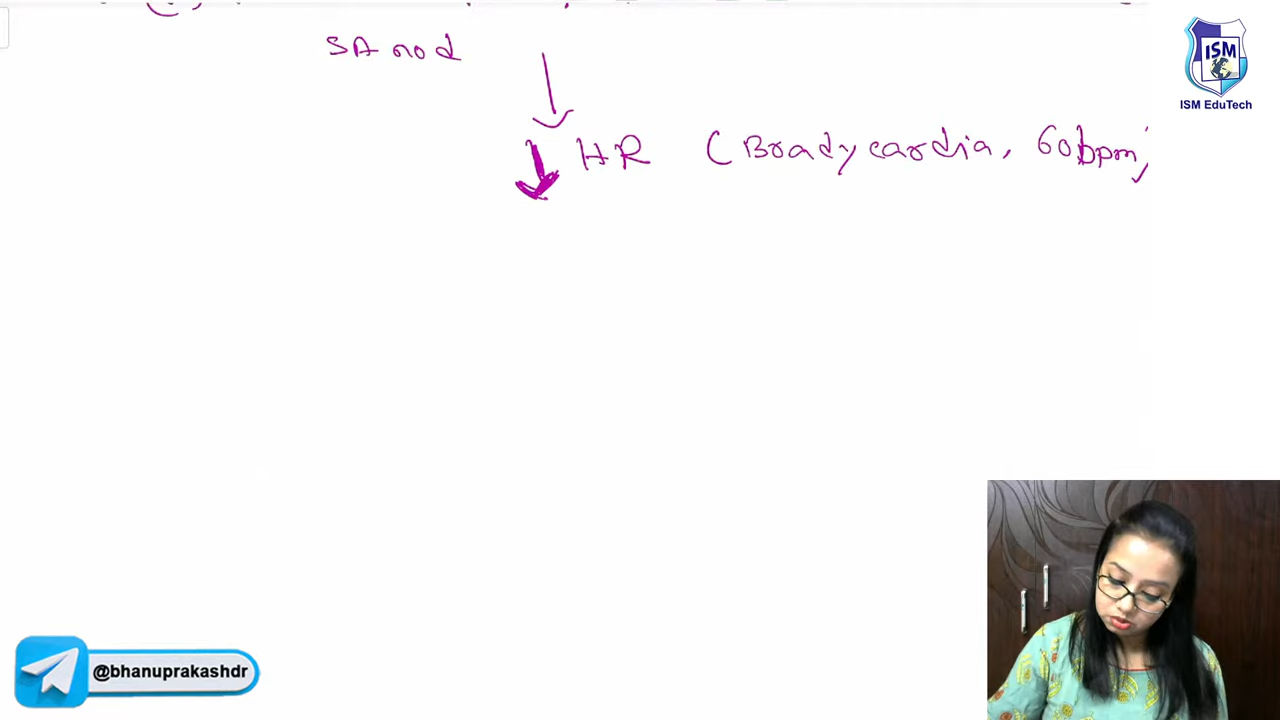 SA nod
ISM
ISM EduTech
↓ HR (Bradycardia, 60bpm)
@bhanuprakashdr